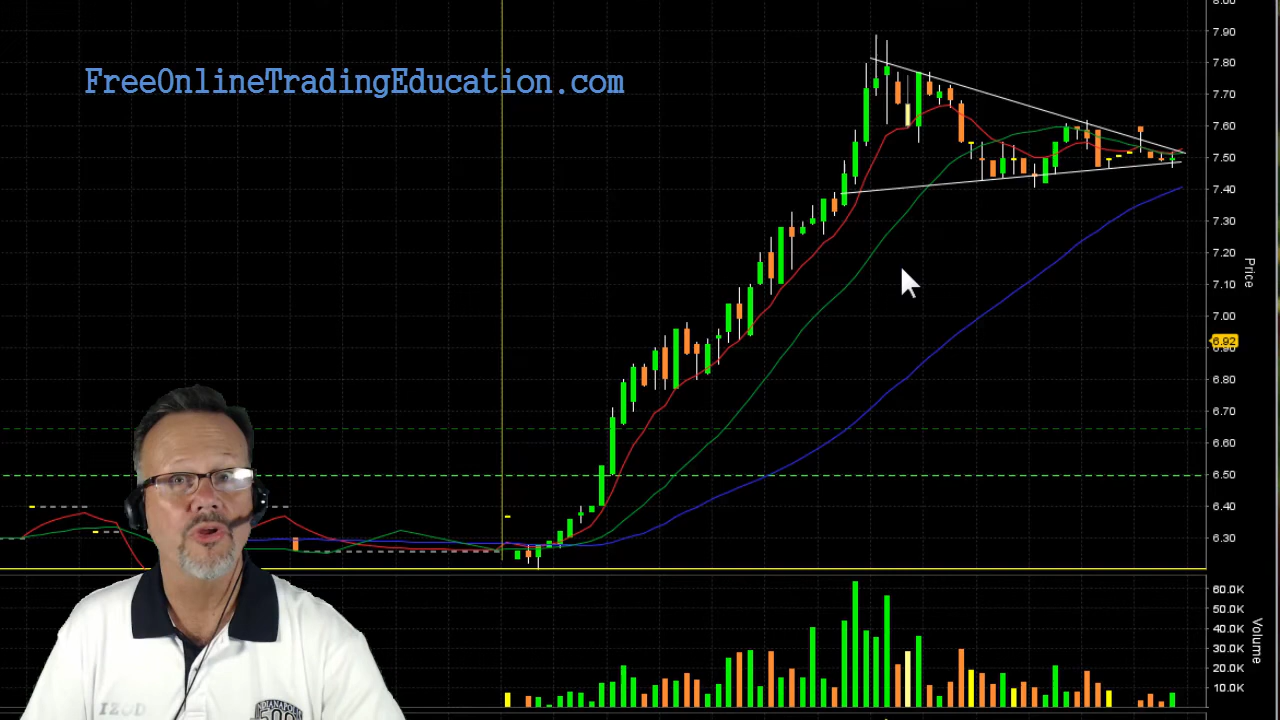 8.00
7.90
FreeOnlineTradingEducation.com
7.80
7.70
7.60
7.50
7.40
7.30
7.20
7.10
Price
7.00
6.92
6.90
6.80
6.70
6.60
6.50
6.40
6.30
60.0K
50.0K
40.0K
30.0K
20.0K
10.0K
Volume
IZOD
INDIANAPOLIS
500